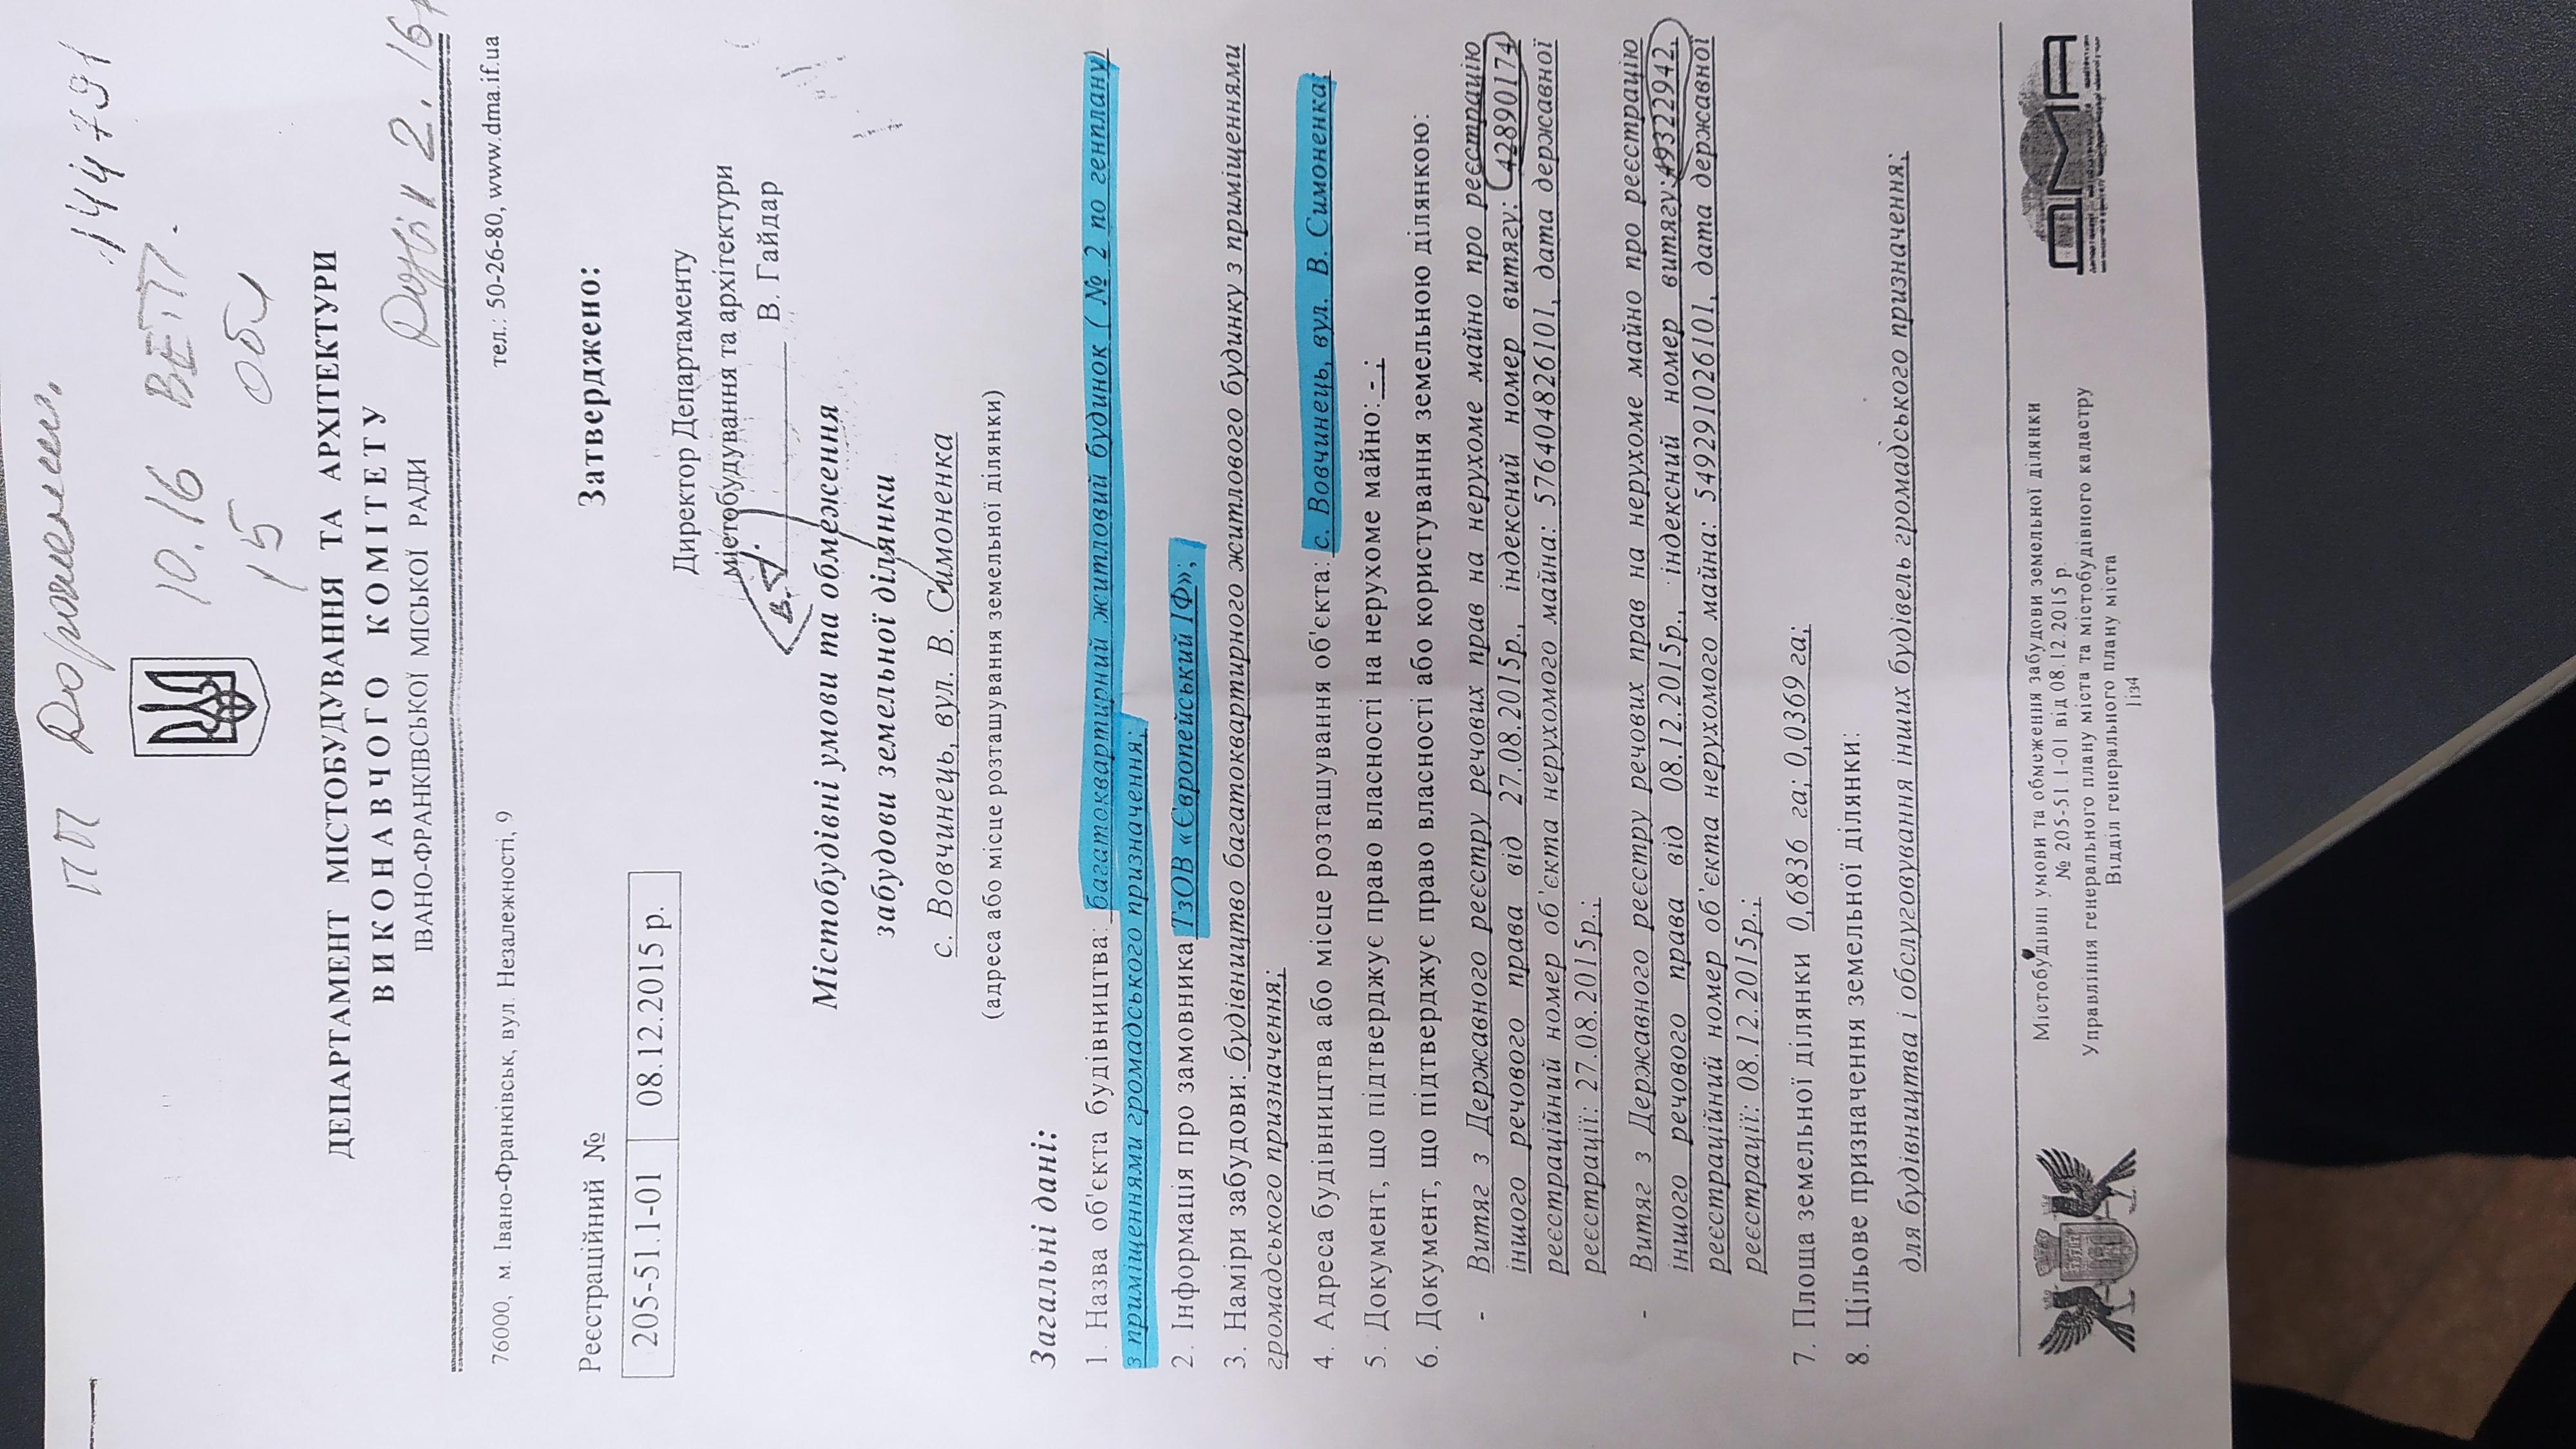 10.16
15
ДЕПАРТАМЕНТ МІСТОБУДУВАННЯ ТА АРХІТЕКТУРИ
ВИКОНАВЧОГО КОМІТЕТУ
ІВАНО-ФРАНКІВСЬКОЇ МІСЬКОЇ РАДИ
76000, м. Івано-Франківськ, вул. Незалежності, 9 тел.: 50-26-80, www.dma.if.ua
Реєстраційний №
205-51.1-01 08.12.2015 р.
Затверджено:
Директор Департаменту
містобудування та архітектури
В. Гайдар
Містобудівні умови та обмеження
забудови земельної ділянки
с. Вовчинець, вул. В. Симоненка
(адреса або місце розташування земельної ділянки)
Загальні дані:
1. Назва об'єкта будівництва: багатоквартирний житловий будинок ( № 2 по генплану)
з приміщеннями громадського призначення;
2. Інформація про замовника ТзОВ «Європейський ІФ»;
3. Наміри забудови: будівництво багатоквартирного житлового будинку з приміщеннями
громадського призначення;
4. Адреса будівництва або місце розташування об'єкта: с. Вовчинець, вул. В. Симоненка;
5. Документ, що підтверджує право власності на нерухоме майно: - ;
6. Документ, що підтверджує право власності або користування земельною ділянкою:
- Витяг з Державного реєстру речових прав на нерухоме майно про реєстрацію
іншого речового права від 27.08.2015р., індексний номер витягу: 42890174
реєстраційний номер об'єкта нерухомого майна: 576404826101, дата державної
реєстрації: 27.08.2015р.;
- Витяг з Державного реєстру речових прав на нерухоме майно про реєстрацію
іншого речового права від 08.12.2015р., індексний номер витягу: 49322942,
реєстраційний номер об'єкта нерухомого майна: 549291026101, дата державної
реєстрації: 08.12.2015р.;
7. Площа земельної ділянки 0,6836 га; 0,0369 га;
8. Цільове призначення земельної ділянки:
для будівництва і обслуговування інших будівель громадського призначення;
Містобудівні умови та обмеження забудови земельної ділянки
№ 205-51 1-01 від 08.12.2015 р.
Управління генерального плану міста та містобудівного кадастру
Відділ генерального плану міста
1із4
ДМА